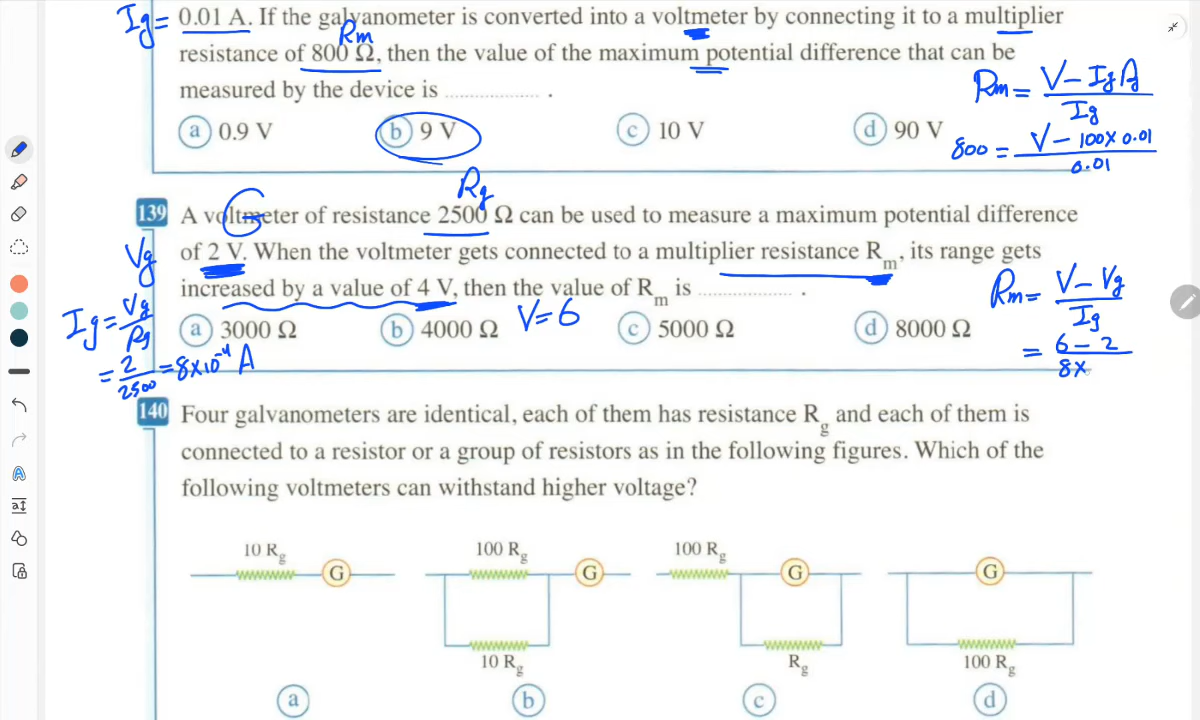 Ig = 0.01 A. If the galvanometer is converted into a voltmeter by connecting it to a multiplier
Rm
resistance of 800 Ω, then the value of the maximum potential difference that can be
measured by the device is .................. .
Rm = V - Ig Rg / Ig
a 0.9 V b 9 V c 10 V d 90 V
800 = V - 100 X 0.01 / 0.01
Rg
139 A voltmeter of resistance 2500 Ω can be used to measure a maximum potential difference
G
Vg of 2 V. When the voltmeter gets connected to a multiplier resistance Rm, its range gets
increased by a value of 4 V, then the value of Rm is .................. .
Rm = V - Vg / Ig
Ig = Vg / Rg
a 3000 Ω b 4000 Ω V = 6 c 5000 Ω d 8000 Ω
= 2 / 2500 = 8x10⁻⁴ A
= 6 - 2 / 8x
140 Four galvanometers are identical, each of them has resistance Rg and each of them is
connected to a resistor or a group of resistors as in the following figures. Which of the
following voltmeters can withstand higher voltage?
10 Rg 100 Rg 100 Rg
G G G G
10 Rg Rg 100 Rg
a b c d